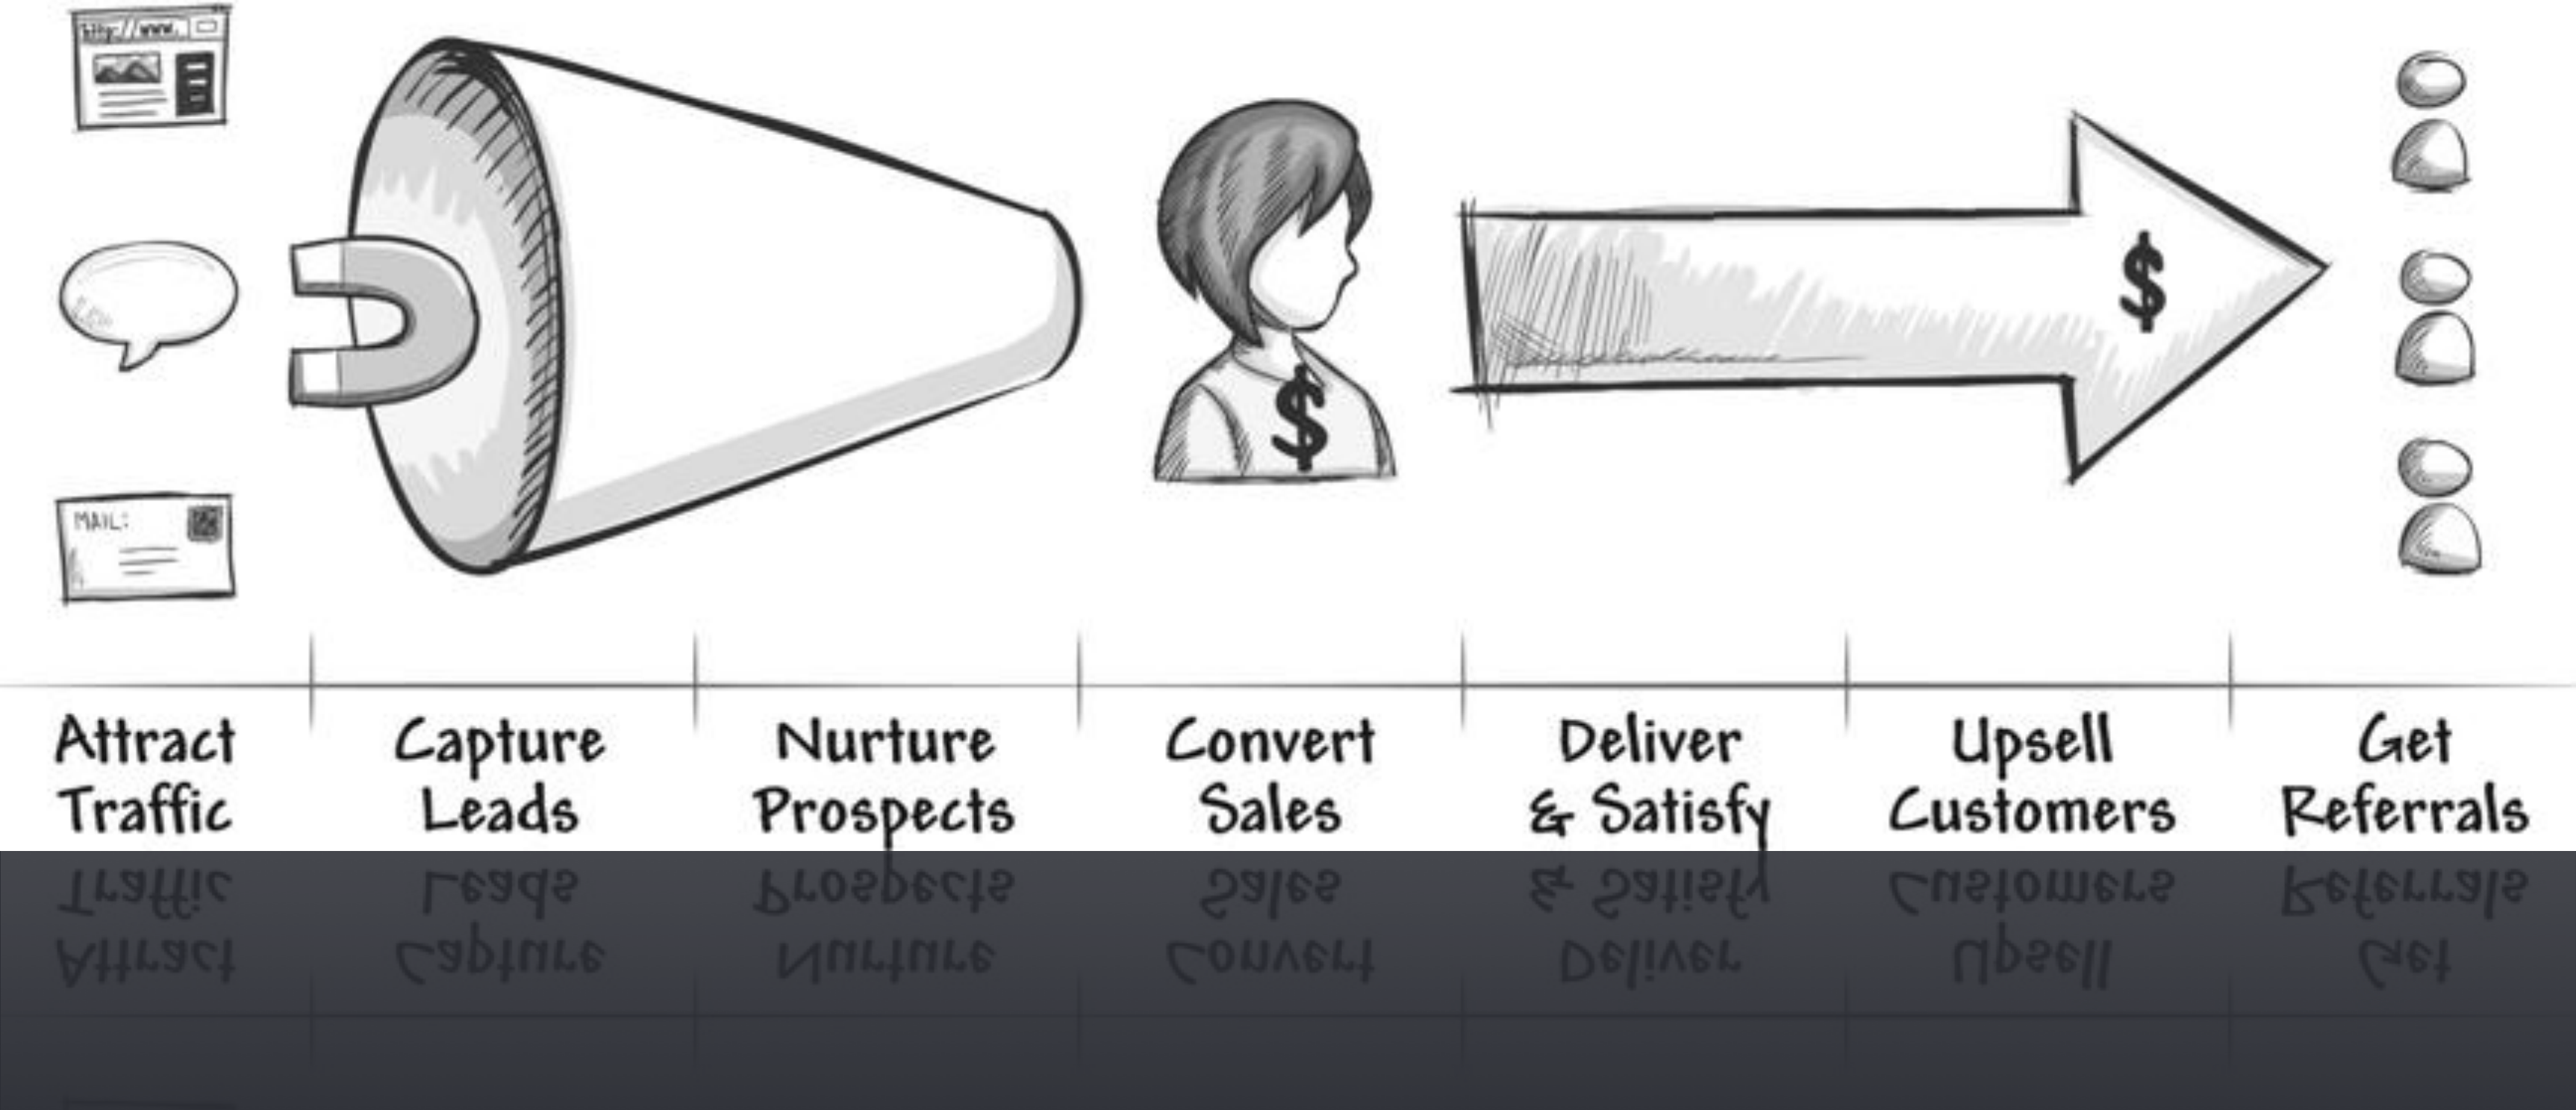 http://www.
MAIL:
Attract
Traffic
Capture
Leads
Nurture
Prospects
Convert
Sales
Deliver
& Satisfy
Upsell
Customers
Get
Referrals
$
$